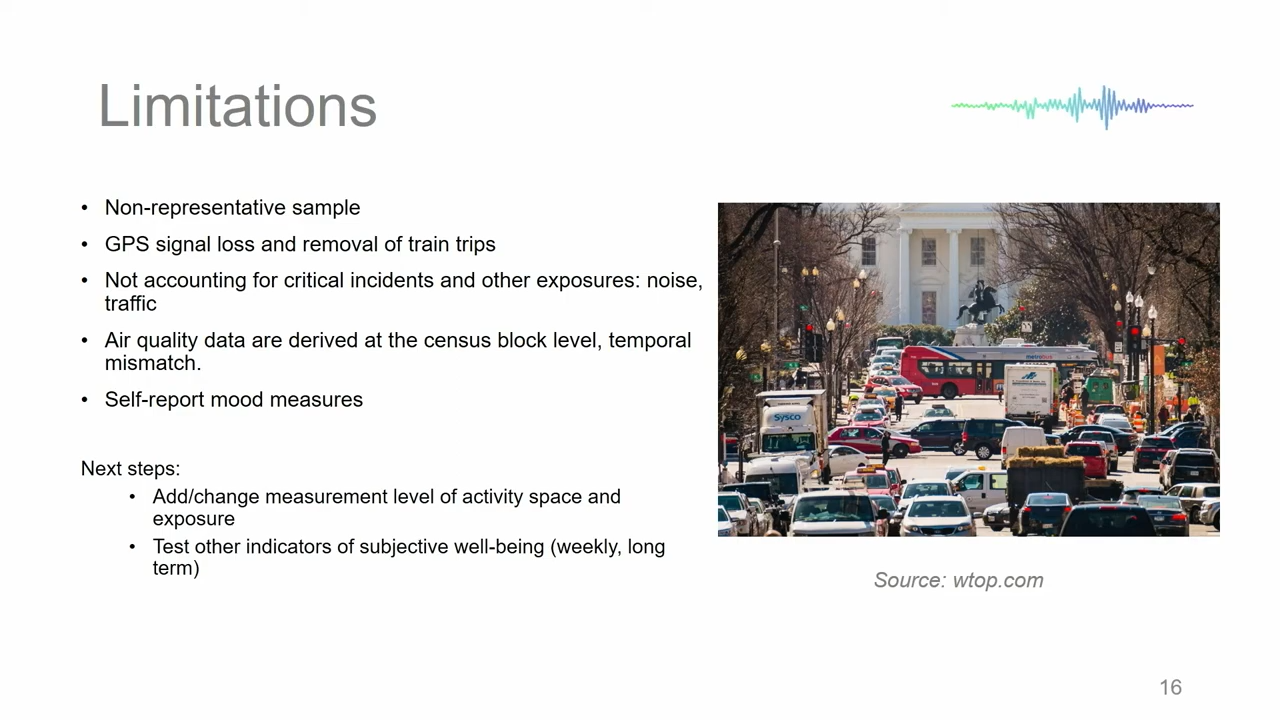 Limitations
• Non-representative sample
• GPS signal loss and removal of train trips
• Not accounting for critical incidents and other exposures: noise,
traffic
• Air quality data are derived at the census block level, temporal
mismatch.
• Self-report mood measures
Next steps:
• Add/change measurement level of activity space and
exposure
• Test other indicators of subjective well-being (weekly, long
term)
metrobus
Sysco
Source: wtop.com
16